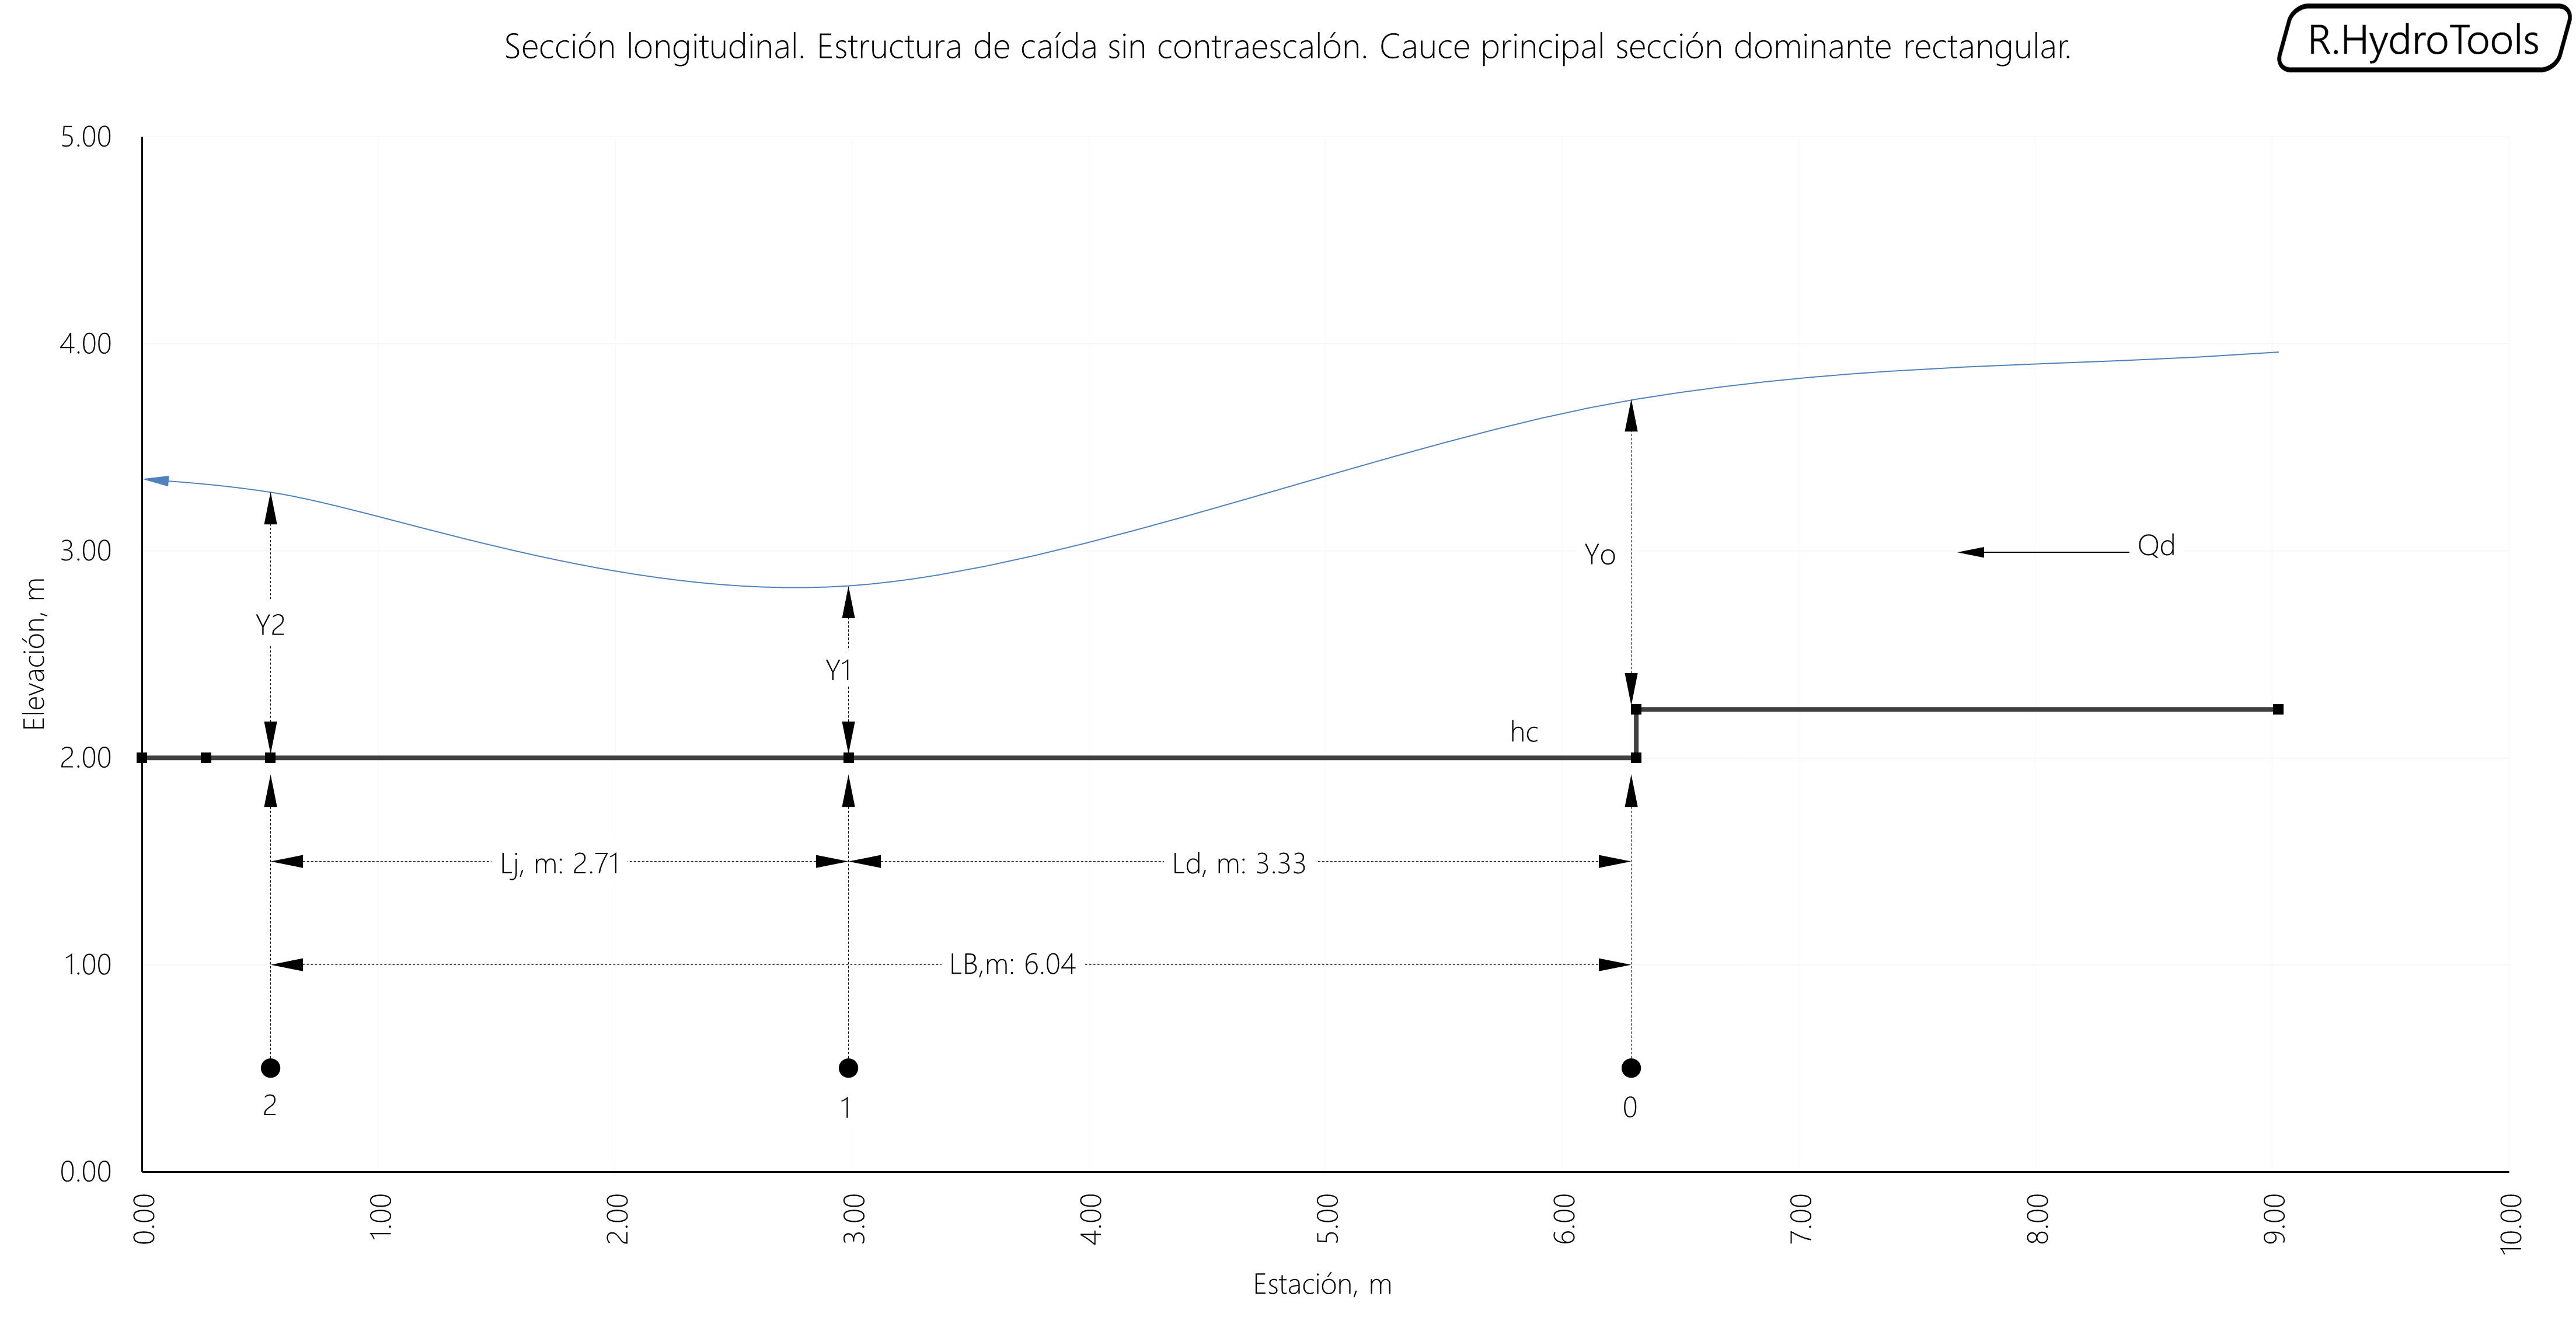 Sección longitudinal. Estructura de caída sin contraescalón. Cauce principal sección dominante rectangular.
R.HydroTools
5.00
4.00
3.00
2.00
1.00
0.00
Elevación, m
Y2
Y1
Yo
Qd
hc
Lj, m: 2.71
Ld, m: 3.33
LB,m: 6.04
2
1
0
0.00
1.00
2.00
3.00
4.00
5.00
6.00
7.00
8.00
9.00
10.00
Estación, m